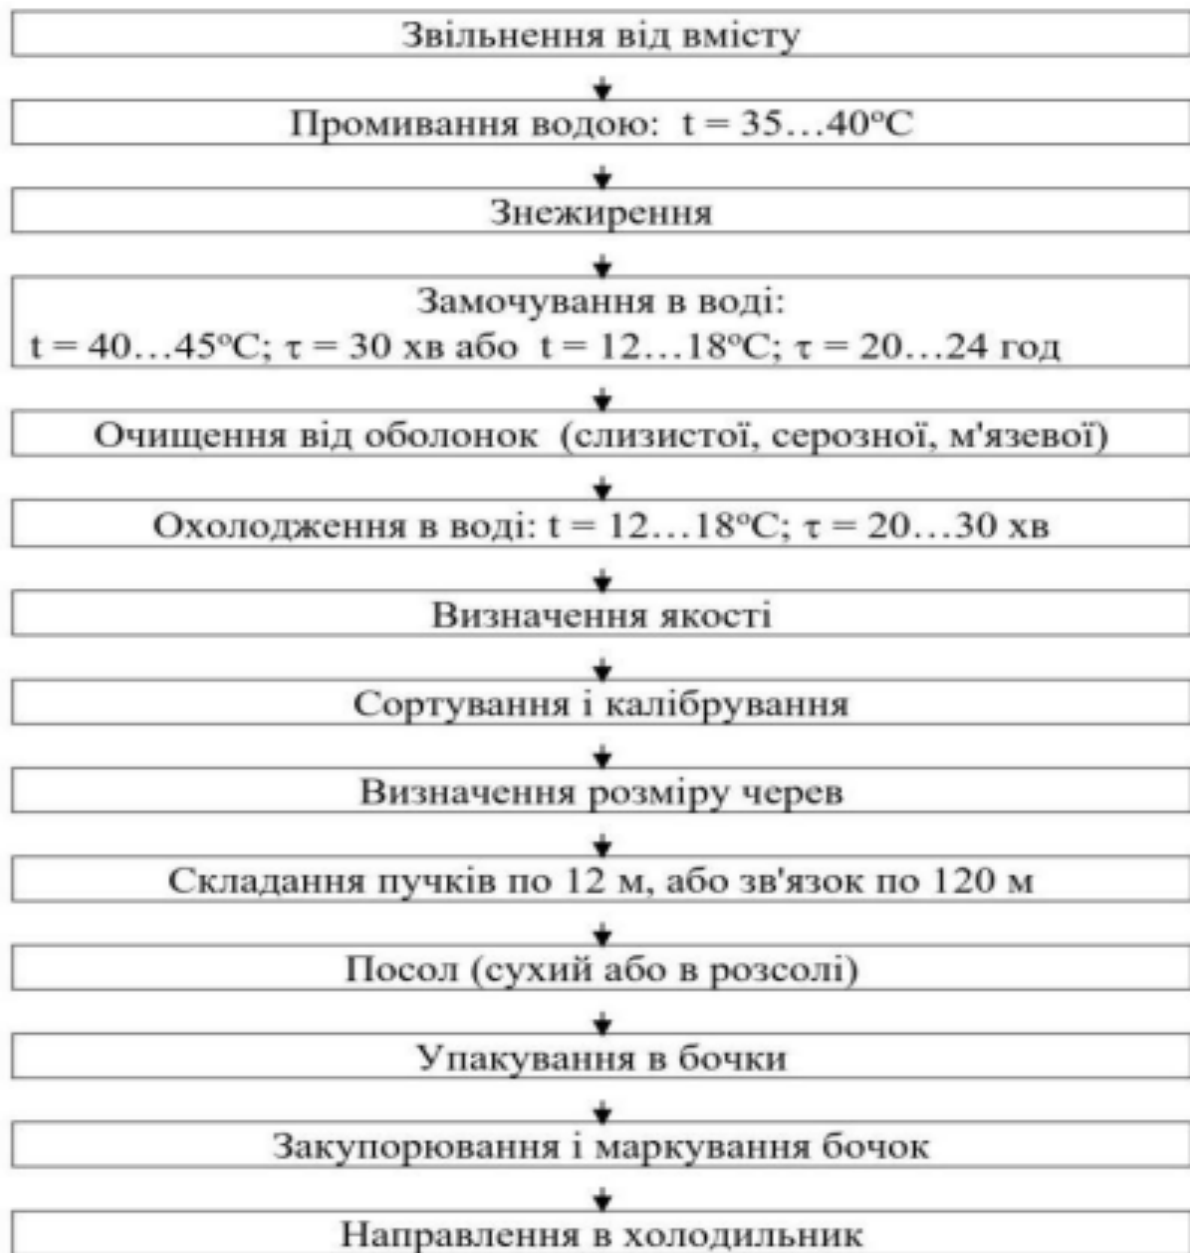 Звільнення від вмісту
Промивання водою: t = 35…40°С
Знежирення
Замочування в воді:
t = 40…45°С; τ = 30 хв або t = 12…18°С; τ = 20…24 год
Очищення від оболонок (слизистої, серозної, м'язевої)
Охолодження в воді: t = 12…18°С; τ = 20…30 хв
Визначення якості
Сортування і калібрування
Визначення розміру черев
Складання пучків по 12 м, або зв'язок по 120 м
Посол (сухий або в розсолі)
Упакування в бочки
Закупорювання і маркування бочок
Направлення в холодильник